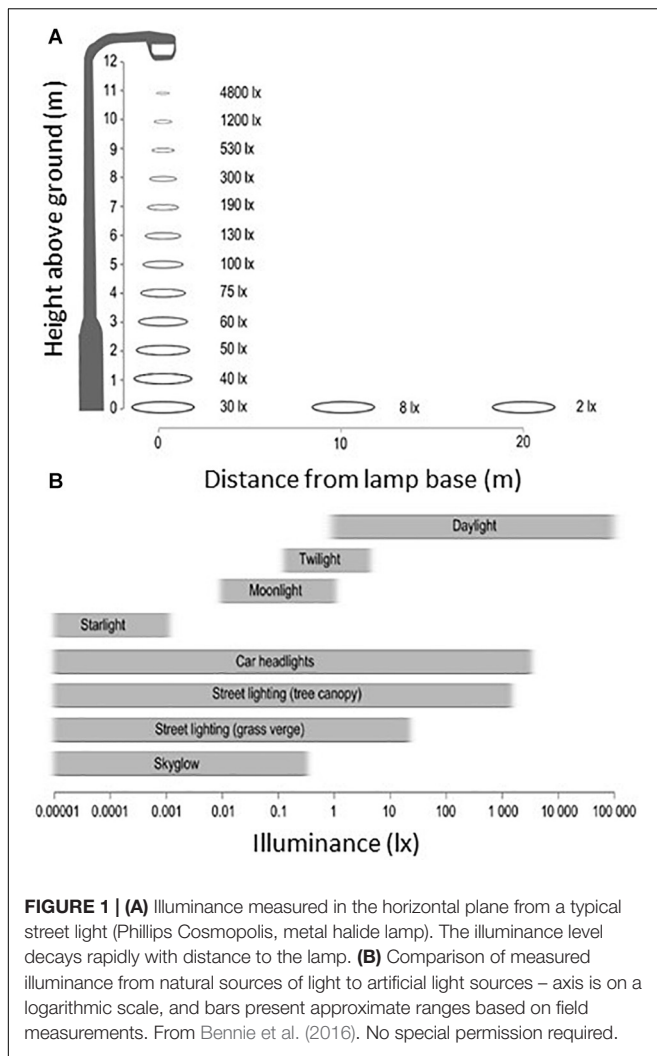 A
Height above ground (m)
12
11 4800 lx
10 1200 lx
9 530 lx
8 300 lx
7 190 lx
6 130 lx
5 100 lx
4 75 lx
3 60 lx
2 50 lx
1 40 lx
0 30 lx 8 lx 2 lx
0 10 20
Distance from lamp base (m)
B
Daylight
Twilight
Moonlight
Starlight
Car headlights
Street lighting (tree canopy)
Street lighting (grass verge)
Skyglow
0.00001 0.0001 0.001 0.01 0.1 1 10 100 1 000 10 000 100 000
Illuminance (lx)
FIGURE 1 | (A) Illuminance measured in the horizontal plane from a typical
street light (Phillips Cosmopolis, metal halide lamp). The illuminance level
decays rapidly with distance to the lamp. (B) Comparison of measured
illuminance from natural sources of light to artificial light sources – axis is on a
logarithmic scale, and bars present approximate ranges based on field
measurements. From Bennie et al. (2016). No special permission required.